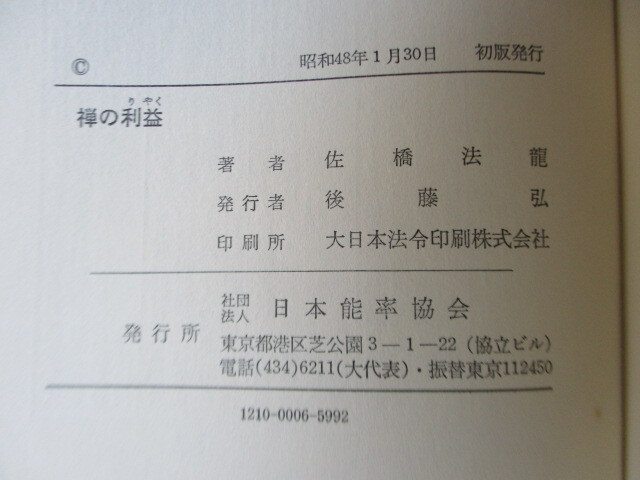 © 昭和48年1月30日 初版発行
りやく
禅の利益
著者 佐橋法龍
発行者 後藤弘
印刷所 大日本法令印刷株式会社
発行所 社団法人 日本能率協会
東京都港区芝公園3—1—22(協立ビル)
電話(434)6211(大代表)・振替東京112450
1210-0006-5992